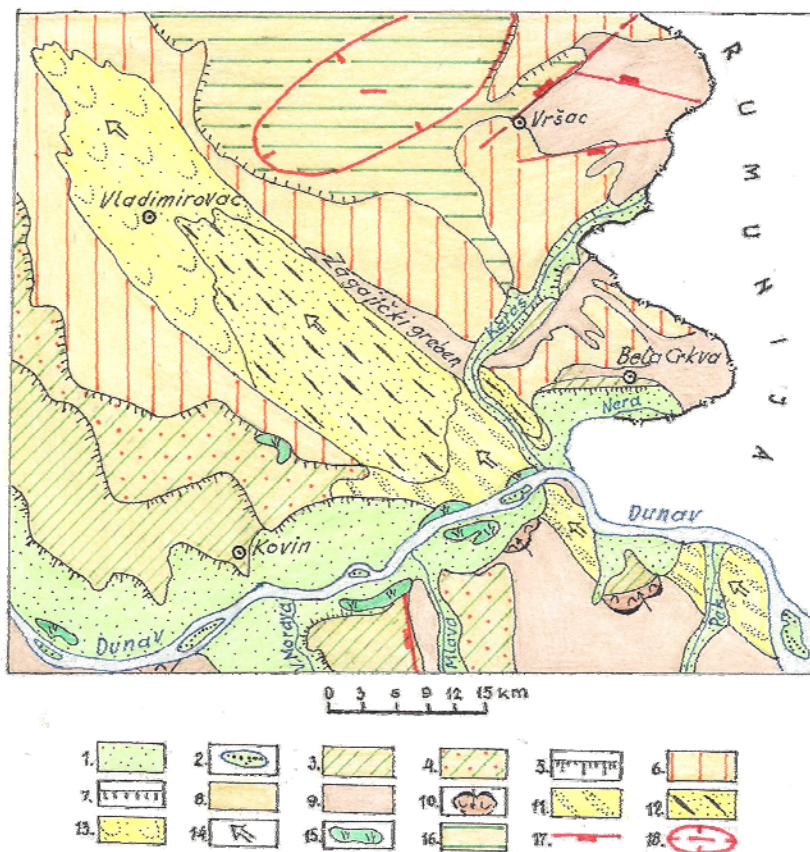 RUMUNIJA
Vršac
Vladimirovac
Zagajički greben
Karaš
Bela Crkva
Nera
Dunav
Kovin
Dunav
V. Morava
Mlava
Pek
0 3 6 9 12 15 km
1. 2. 3. 4. 5. 6.
7. 8. 9. 10. 11. 12.
13. 14. 15. 16. 17. 18.